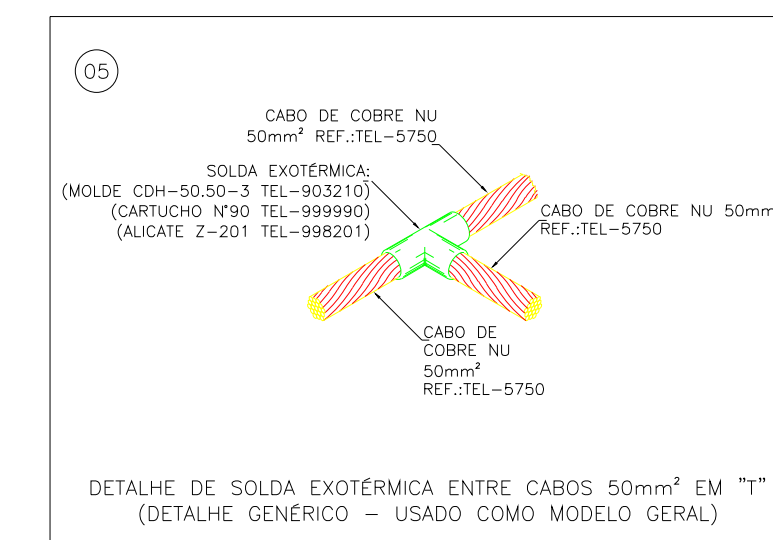 05
CABO DE COBRE NU
50mm² REF.:TEL-5750
SOLDA EXOTÉRMICA:
(MOLDE CDH-50.50-3 TEL-903210)
(CARTUCHO N°90 TEL-999990)
(ALICATE Z-201 TEL-998201)
CABO DE COBRE NU 50mm
REF.:TEL-5750
CABO DE
COBRE NU
50mm²
REF.:TEL-5750
DETALHE DE SOLDA EXOTÉRMICA ENTRE CABOS 50mm² EM "T"
(DETALHE GENÉRICO - USADO COMO MODELO GERAL)